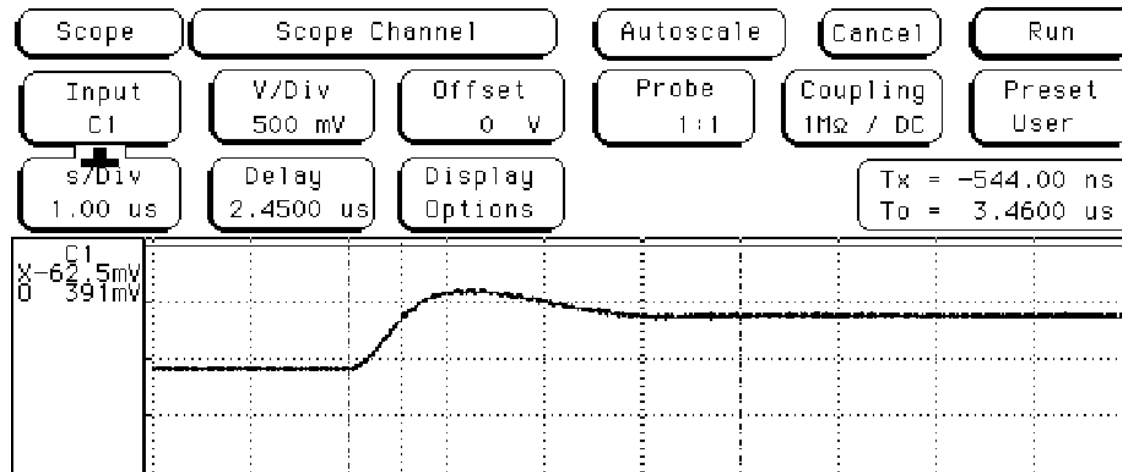 Scope Scope Channel Autoscale Cancel Run
Input V/Div Offset Probe Coupling Preset
C1 500 mV 0 V 1:1 1MΩ / DC User
s/Div Delay Display Tx = -544.00 ns
1.00 us 2.4500 us Options To = 3.4600 us
C1
X-62.5mV
O 391mV